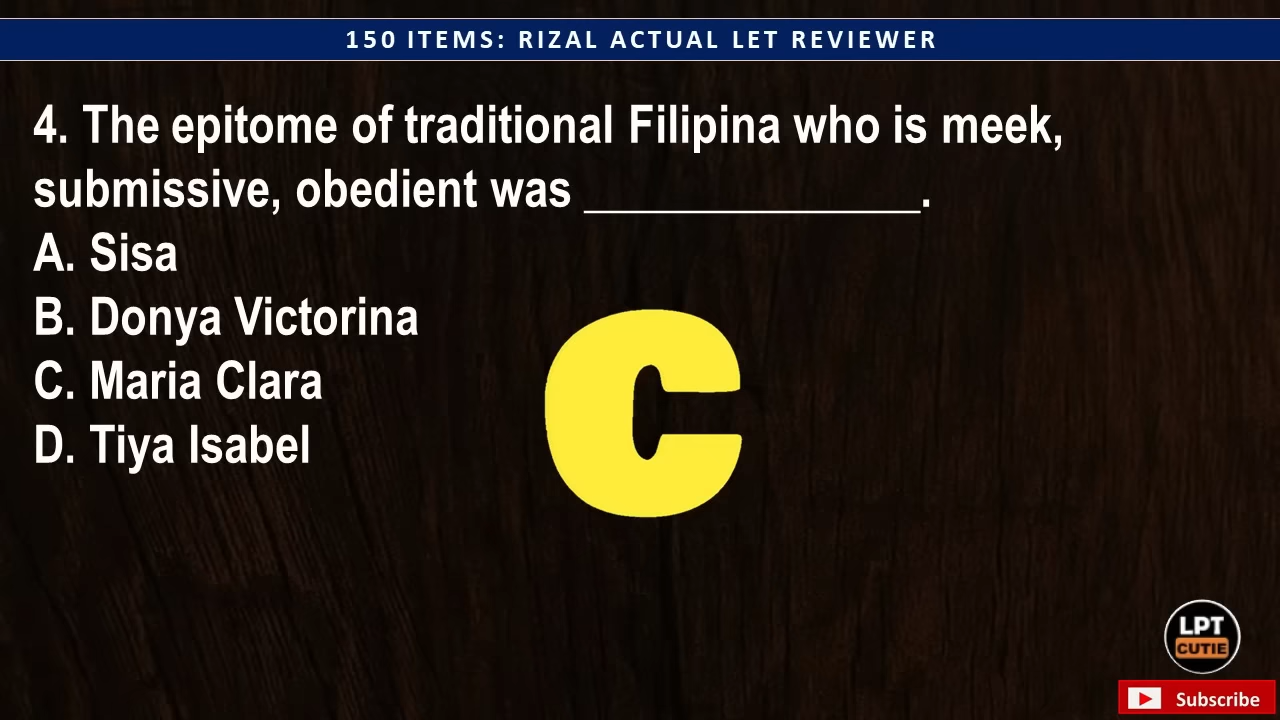 150 ITEMS: RIZAL ACTUAL LET REVIEWER
4. The epitome of traditional Filipina who is meek,
submissive, obedient was _______________.
A. Sisa
B. Donya Victorina
C. Maria Clara
D. Tiya Isabel
C
LPT
CUTIE
Subscribe